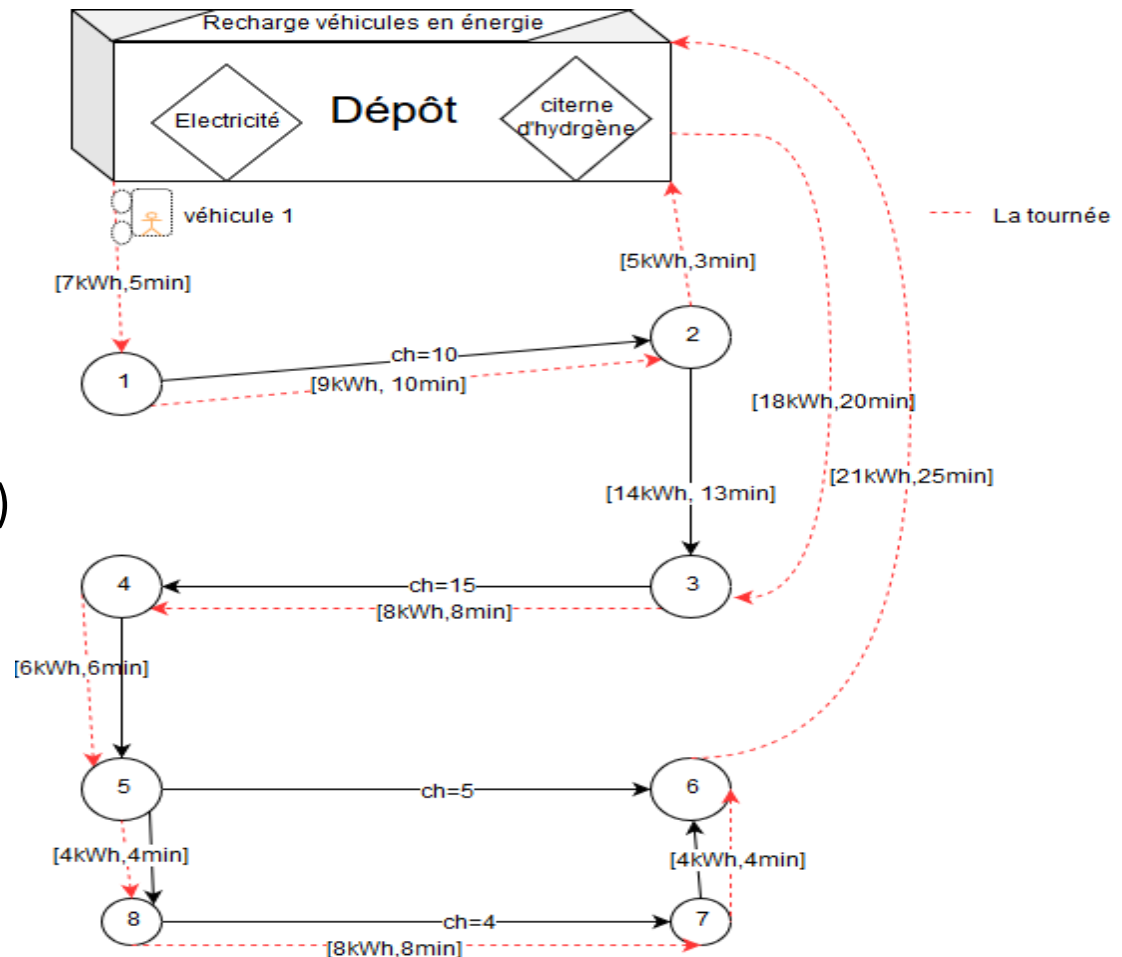 Recharge véhicules en énergie
Electricité
Dépôt
citerne
d'hydrgène
véhicule 1
La tournée
[7kWh,5min]
[5kWh,3min]
1
2
ch=10
[9kWh, 10min]
[18kWh,20min]
[21kWh,25min]
[14kWh, 13min]
)
4
ch=15
3
[8kWh,8min]
[6kWh,6min]
5
ch=5
6
[4kWh,4min]
[4kWh,4min]
8
ch=4
7
[8kWh,8min]